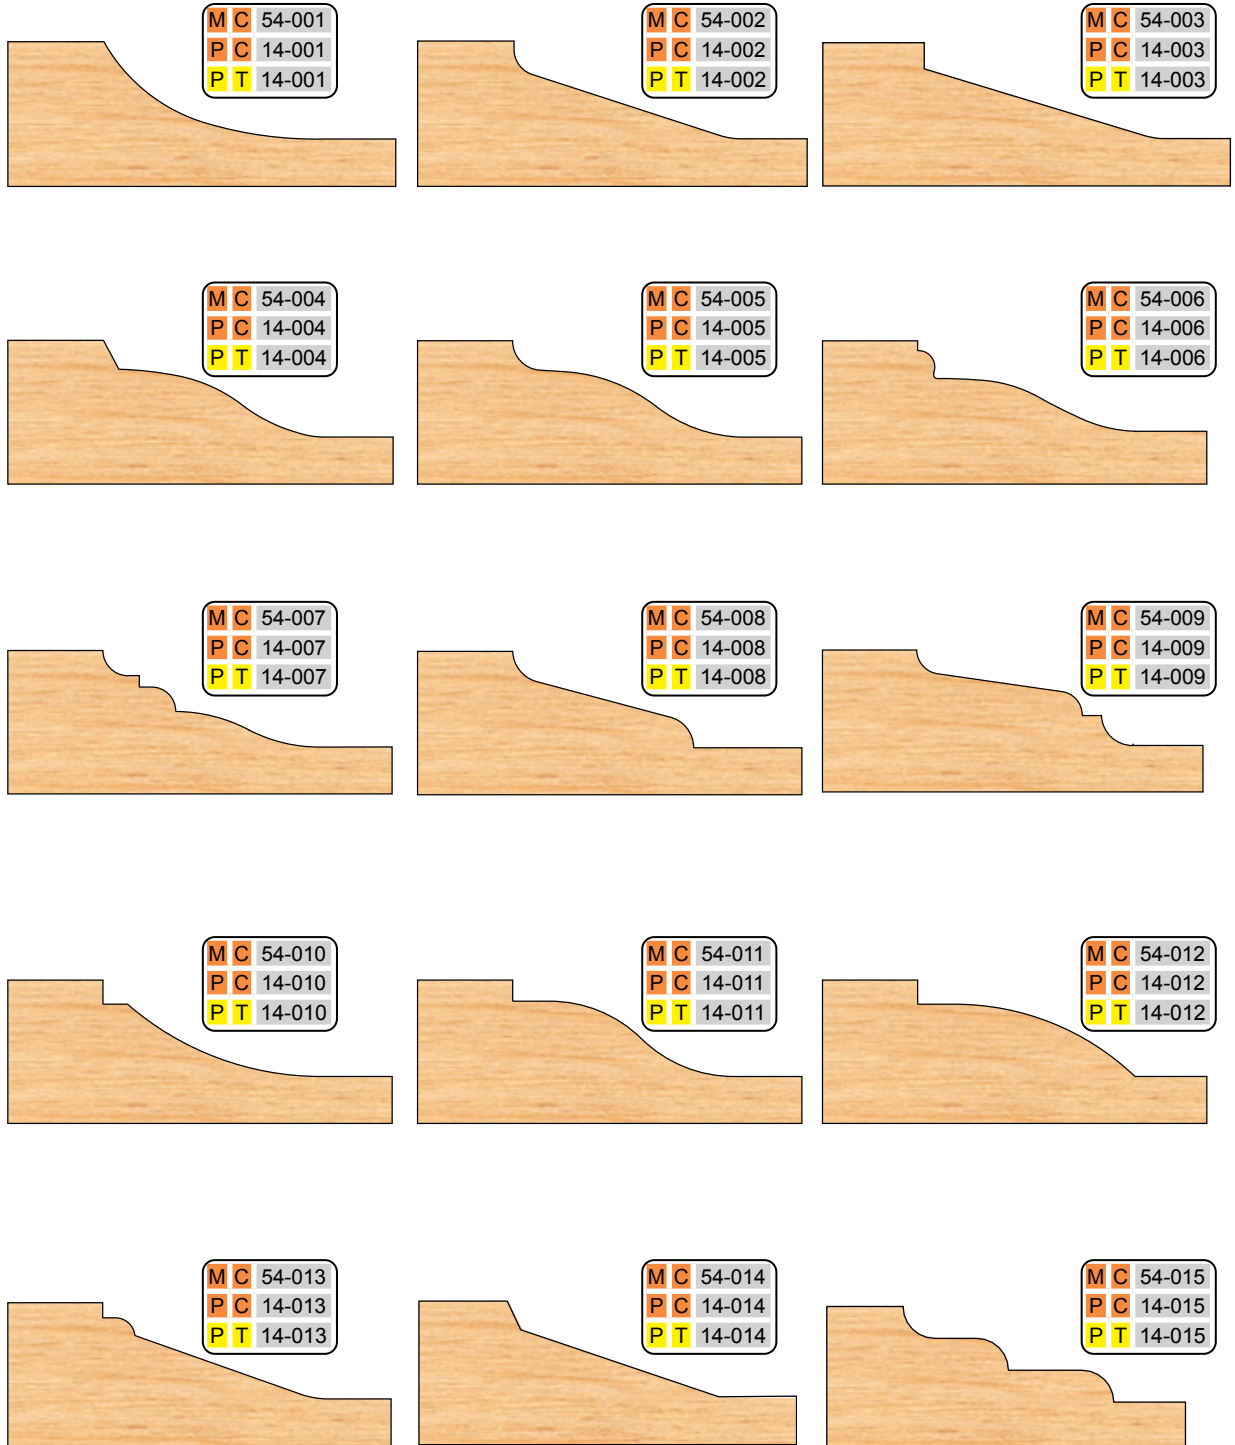 M C 54-001
P C 14-001
P T 14-001
M C 54-002
P C 14-002
P T 14-002
M C 54-003
P C 14-003
P T 14-003
M C 54-004
P C 14-004
P T 14-004
M C 54-005
P C 14-005
P T 14-005
M C 54-006
P C 14-006
P T 14-006
M C 54-007
P C 14-007
P T 14-007
M C 54-008
P C 14-008
P T 14-008
M C 54-009
P C 14-009
P T 14-009
M C 54-010
P C 14-010
P T 14-010
M C 54-011
P C 14-011
P T 14-011
M C 54-012
P C 14-012
P T 14-012
M C 54-013
P C 14-013
P T 14-013
M C 54-014
P C 14-014
P T 14-014
M C 54-015
P C 14-015
P T 14-015